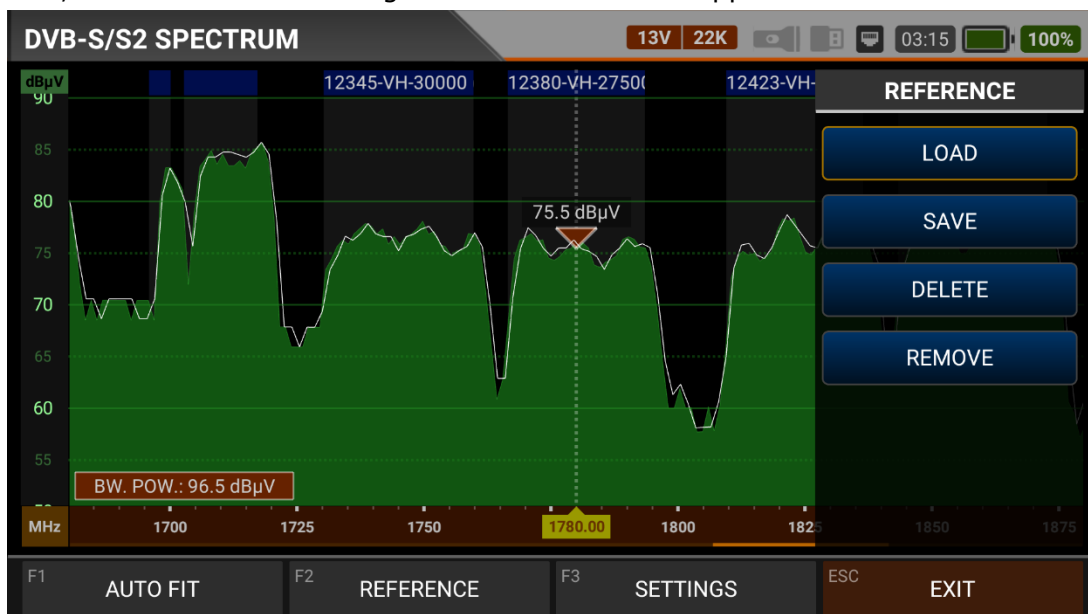 DVB-S/S2 SPECTRUM
13V 22K 03:15 100%
dBµV
90
85
80
75
70
65
60
55
12345-VH-30000
12380-VH-2750
12423-VH-
75.5 dBµV
BW. POW.: 96.5 dBµV
MHz 1700 1725 1750 1780.00 1800 1825 1850 1875
REFERENCE
LOAD
SAVE
DELETE
REMOVE
F1 AUTO FIT
F2 REFERENCE
F3 SETTINGS
ESC EXIT